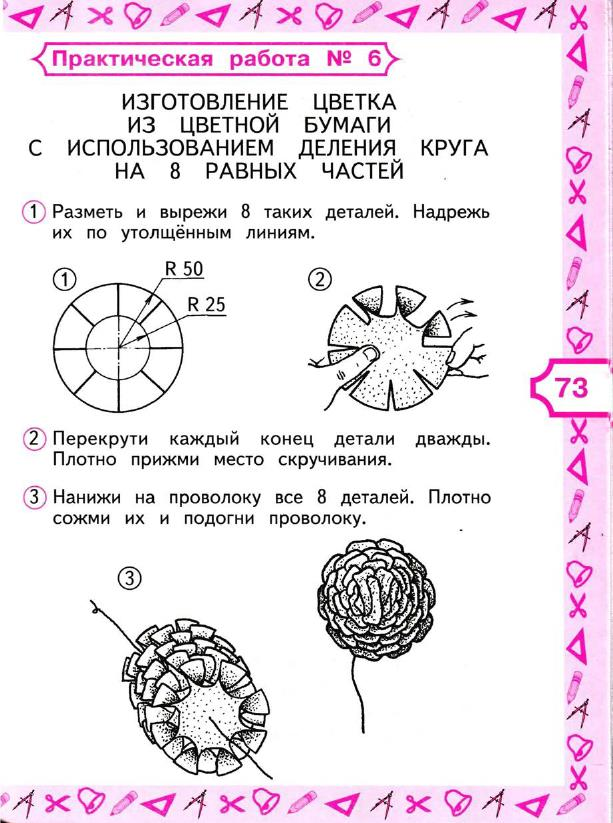 Практическая работа № 6
ИЗГОТОВЛЕНИЕ ЦВЕТКА
ИЗ ЦВЕТНОЙ БУМАГИ
С ИСПОЛЬЗОВАНИЕМ ДЕЛЕНИЯ КРУГА
НА 8 РАВНЫХ ЧАСТЕЙ
1 Разметь и вырежи 8 таких деталей. Надрежь
их по утолщённым линиям.
1
R 50
R 25
2
73
2 Перекрути каждый конец детали дважды.
Плотно прижми место скручивания.
3 Нанижи на проволоку все 8 деталей. Плотно
сожми их и подогни проволоку.
3